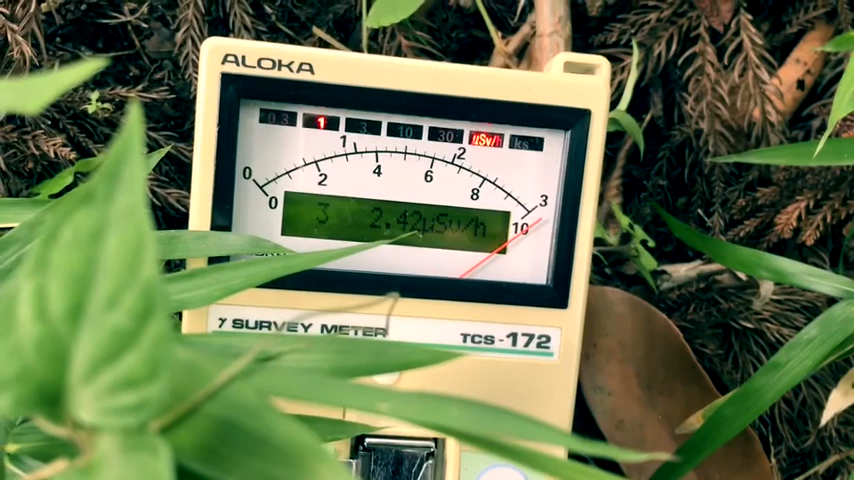 ALOKA
0.3 1 3 10 30 μSv/h ks⁻¹
0 1 2 3
0 2 4 6 8 10
3 2.42μSv/h
γ SURVEY METER TCS-172